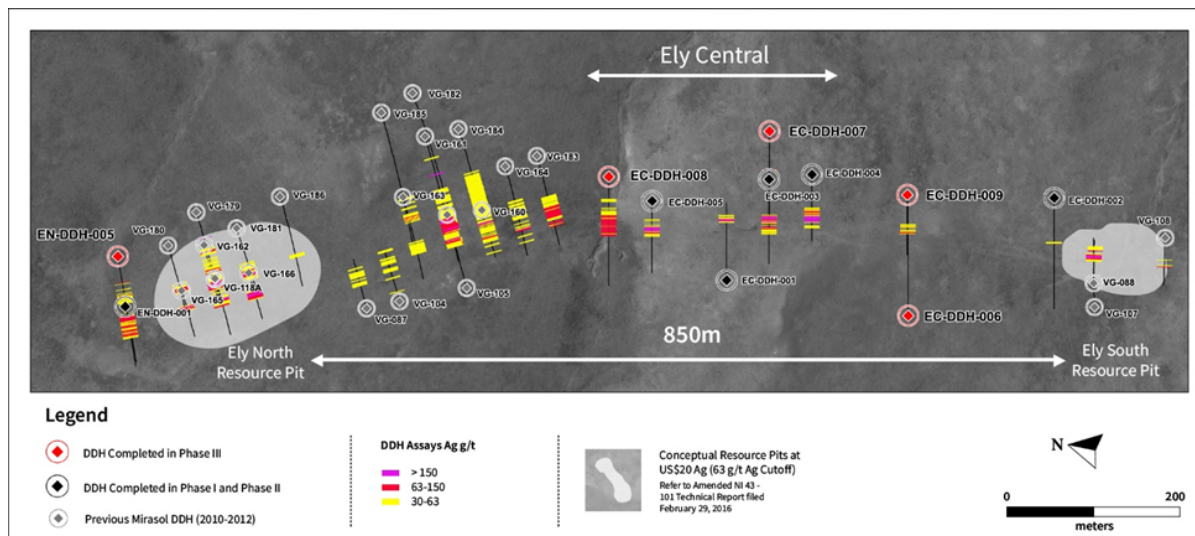 Ely Central
VG-182
VG-185
VG-161
VG-184
VG-164
VG-183
EC-DDH-007
EC-DDH-008
EC-DDH-004
EC-DDH-003
EC-DDH-005
EC-DDH-009
EC-DDH-002
VG-186
VG-163
VG-160
VG-179
VG-181
VG-180
VG-162
EN-DDH-005
VG-108
VG-166
VG-118A
VG-165
EN-DDH-001
EC-DDH-001
VG-088
VG-105
VG-104
VG-087
VG-107
EC-DDH-006
850m
Ely North
Resource Pit
Ely South
Resource Pit
Legend
DDH Completed in Phase III
DDH Completed in Phase I and Phase II
Previous Mirasol DDH (2010-2012)
DDH Assays Ag g/t
> 150
63-150
30-63
Conceptual Resource Pits at
US$20 Ag (63 g/t Ag Cutoff)
Refer to Amended NI 43 -
101 Technical Report filed
February 29, 2016
N
0
200
meters